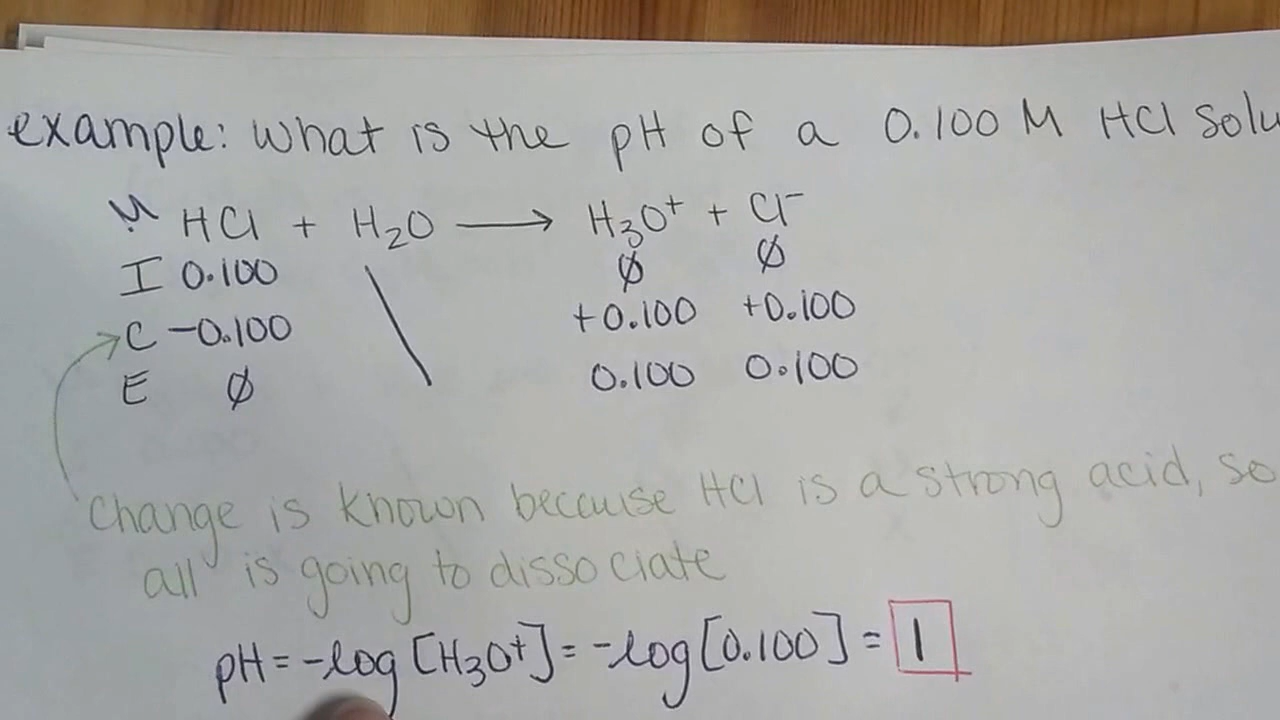 example: What is the pH of a 0.100 M HCl Solu
M HCl + H₂O ⟶ H₃O⁺ + Cl⁻
I 0.100 ∅ ∅
C −0.100 +0.100 +0.100
E ∅ 0.100 0.100
Change is known because HCl is a strong acid, so
all is going to dissociate
pH = -log [H₃O⁺] = -log [0.100] = 1